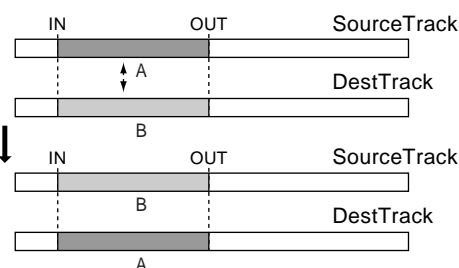 IN OUT SourceTrack
A
DestTrack
B
IN OUT SourceTrack
B
DestTrack
A